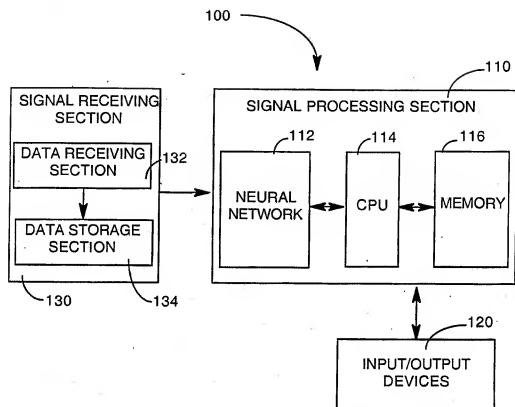 100
110
SIGNAL RECEIVING
SECTION
DATA RECEIVING
SECTION
132
DATA STORAGE
SECTION
130
134
SIGNAL PROCESSING SECTION
112
114
116
NEURAL
NETWORK
CPU
MEMORY
120
INPUT/OUTPUT
DEVICES